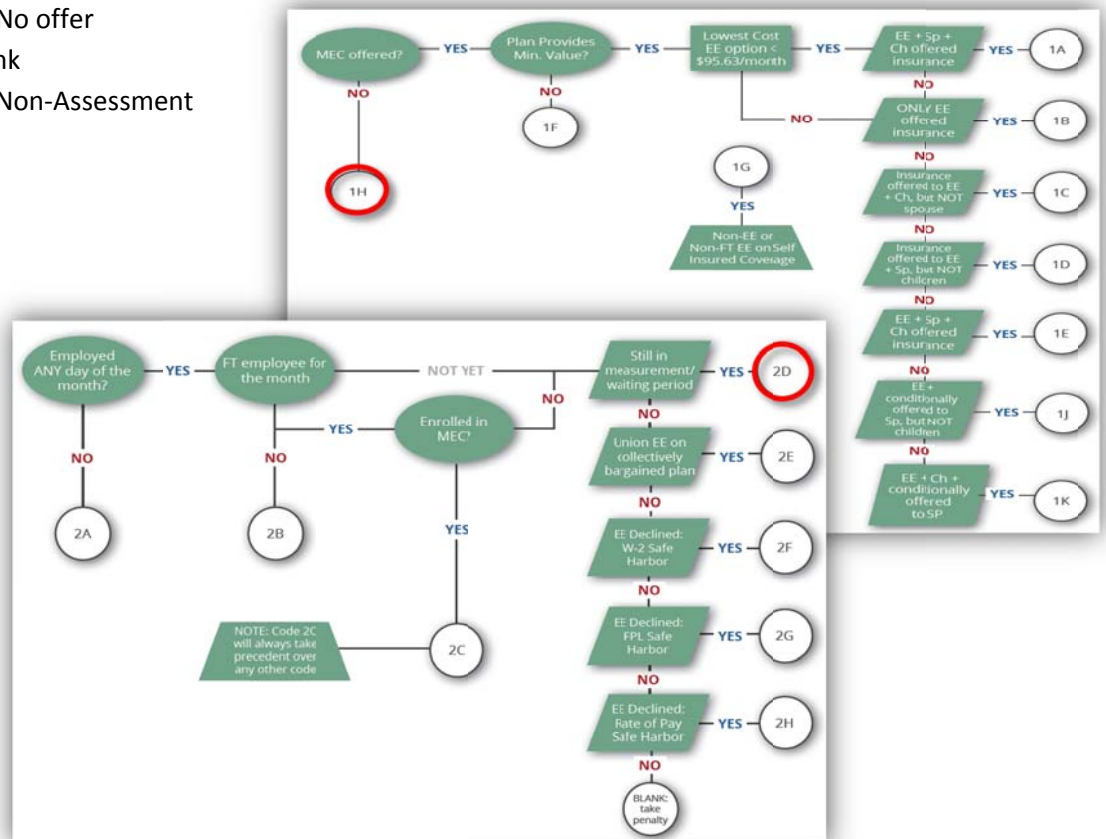 No offer
nk
Non-Assessment
MEC offered?
YES
Plan Provides
Min. Value?
YES
Lowest Cost
EE option <
$95.63/month
YES
EE + Sp +
Ch offered
insurance
YES
1A
NO
NO
NO
1F
NO
ONLY EE
offered
insurance
YES
1B
NO
1H
1G
YES
Non-EE or
Non-FT EE on Self
Insured Coverage
Insurance
offered to EE
+ Ch, but NOT
spouse
YES
1C
NO
Insurance
offered to EE
+ Sp, but NOT
children
YES
1D
NO
EE + Sp +
Ch offered
insurance
YES
1E
NO
EE+
conditionally
offered to
Sp, but NOT
children
YES
1J
NO
EE + Ch +
conditionally
offered
to SP
YES
1K
Employed
ANY day of the
month?
YES
FT employee for
the month
NOT YET
Still in
measurement/
waiting period
YES
2D
NO
YES
Enrolled in
MEC?
NO
NO
NO
2A
2B
YES
Union EE on
collectively
bargained plan
YES
2E
NO
EE Declined:
W-2 Safe
Harbor
YES
2F
NO
NOTE: Code 2C
will always take
precedent over
any other code
2C
EE Declined:
FPL Safe
Harbor
YES
2G
NO
EE Declined:
Rate of Pay
Safe Harbor
YES
2H
NO
BLANK:
take
penalty